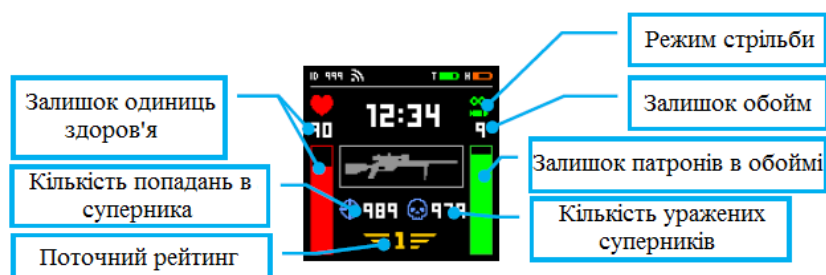 Режим стрільби
ID 999 T H
Залишок одиниць
здоров'я
90
12:34
9
Залишок обойм
Залишок патронів в обоймі
Кількість попадань в
суперника
989 979
Кількість уражених
суперників
Поточний рейтинг
1